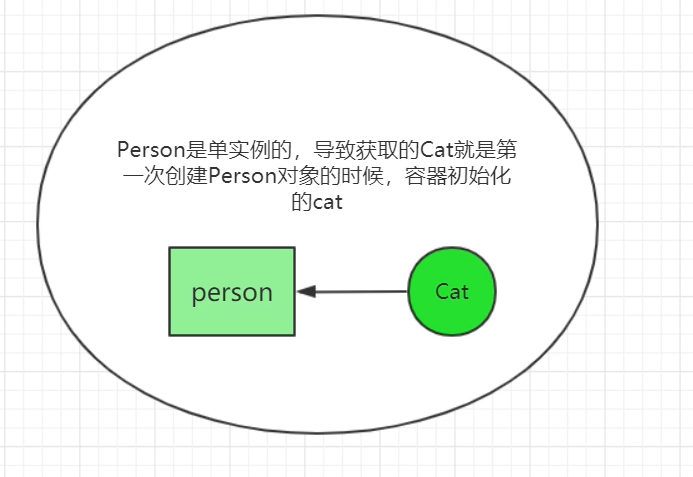 Person是单实例的，导致获取的Cat就是第
一次创建Person对象的时候，容器初始化
的cat
person
Cat